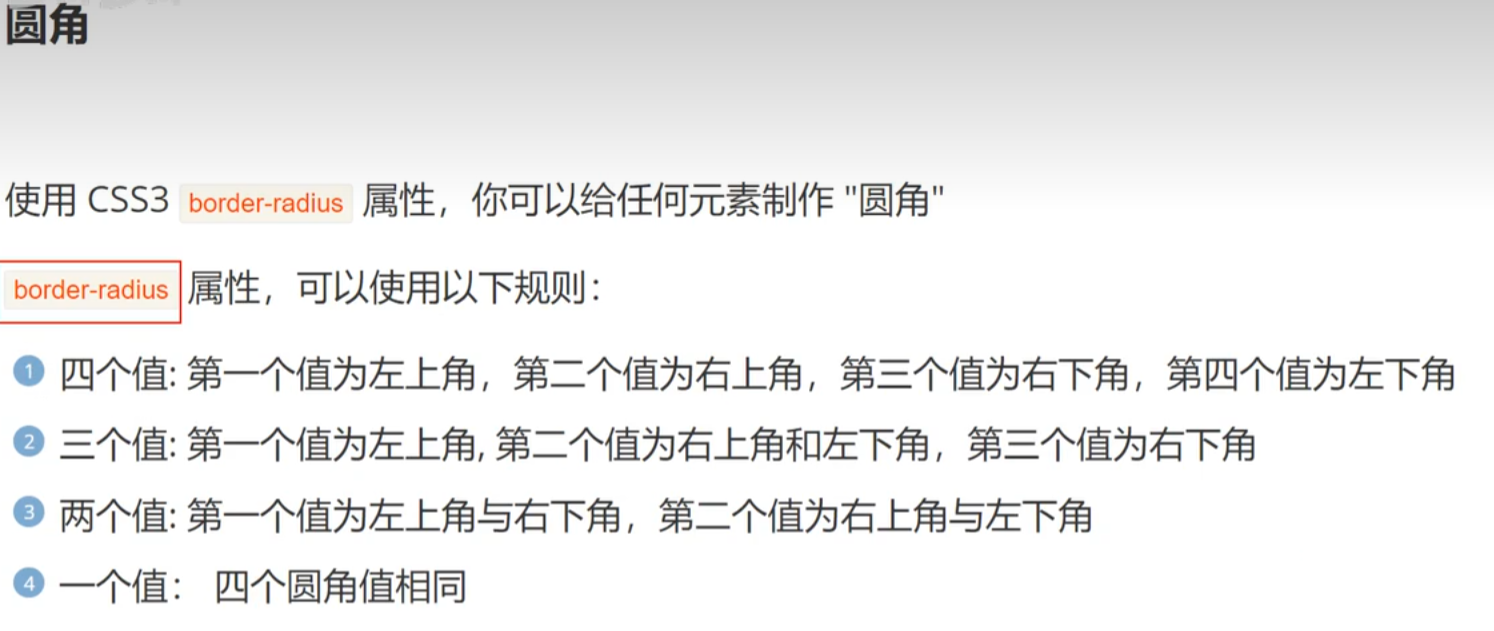 圆角
使用 CSS3 border-radius 属性，你可以给任何元素制作 "圆角"
border-radius 属性，可以使用以下规则：
1 四个值: 第一个值为左上角，第二个值为右上角，第三个值为右下角，第四个值为左下角
2 三个值: 第一个值为左上角, 第二个值为右上角和左下角，第三个值为右下角
3 两个值: 第一个值为左上角与右下角，第二个值为右上角与左下角
4 一个值： 四个圆角值相同